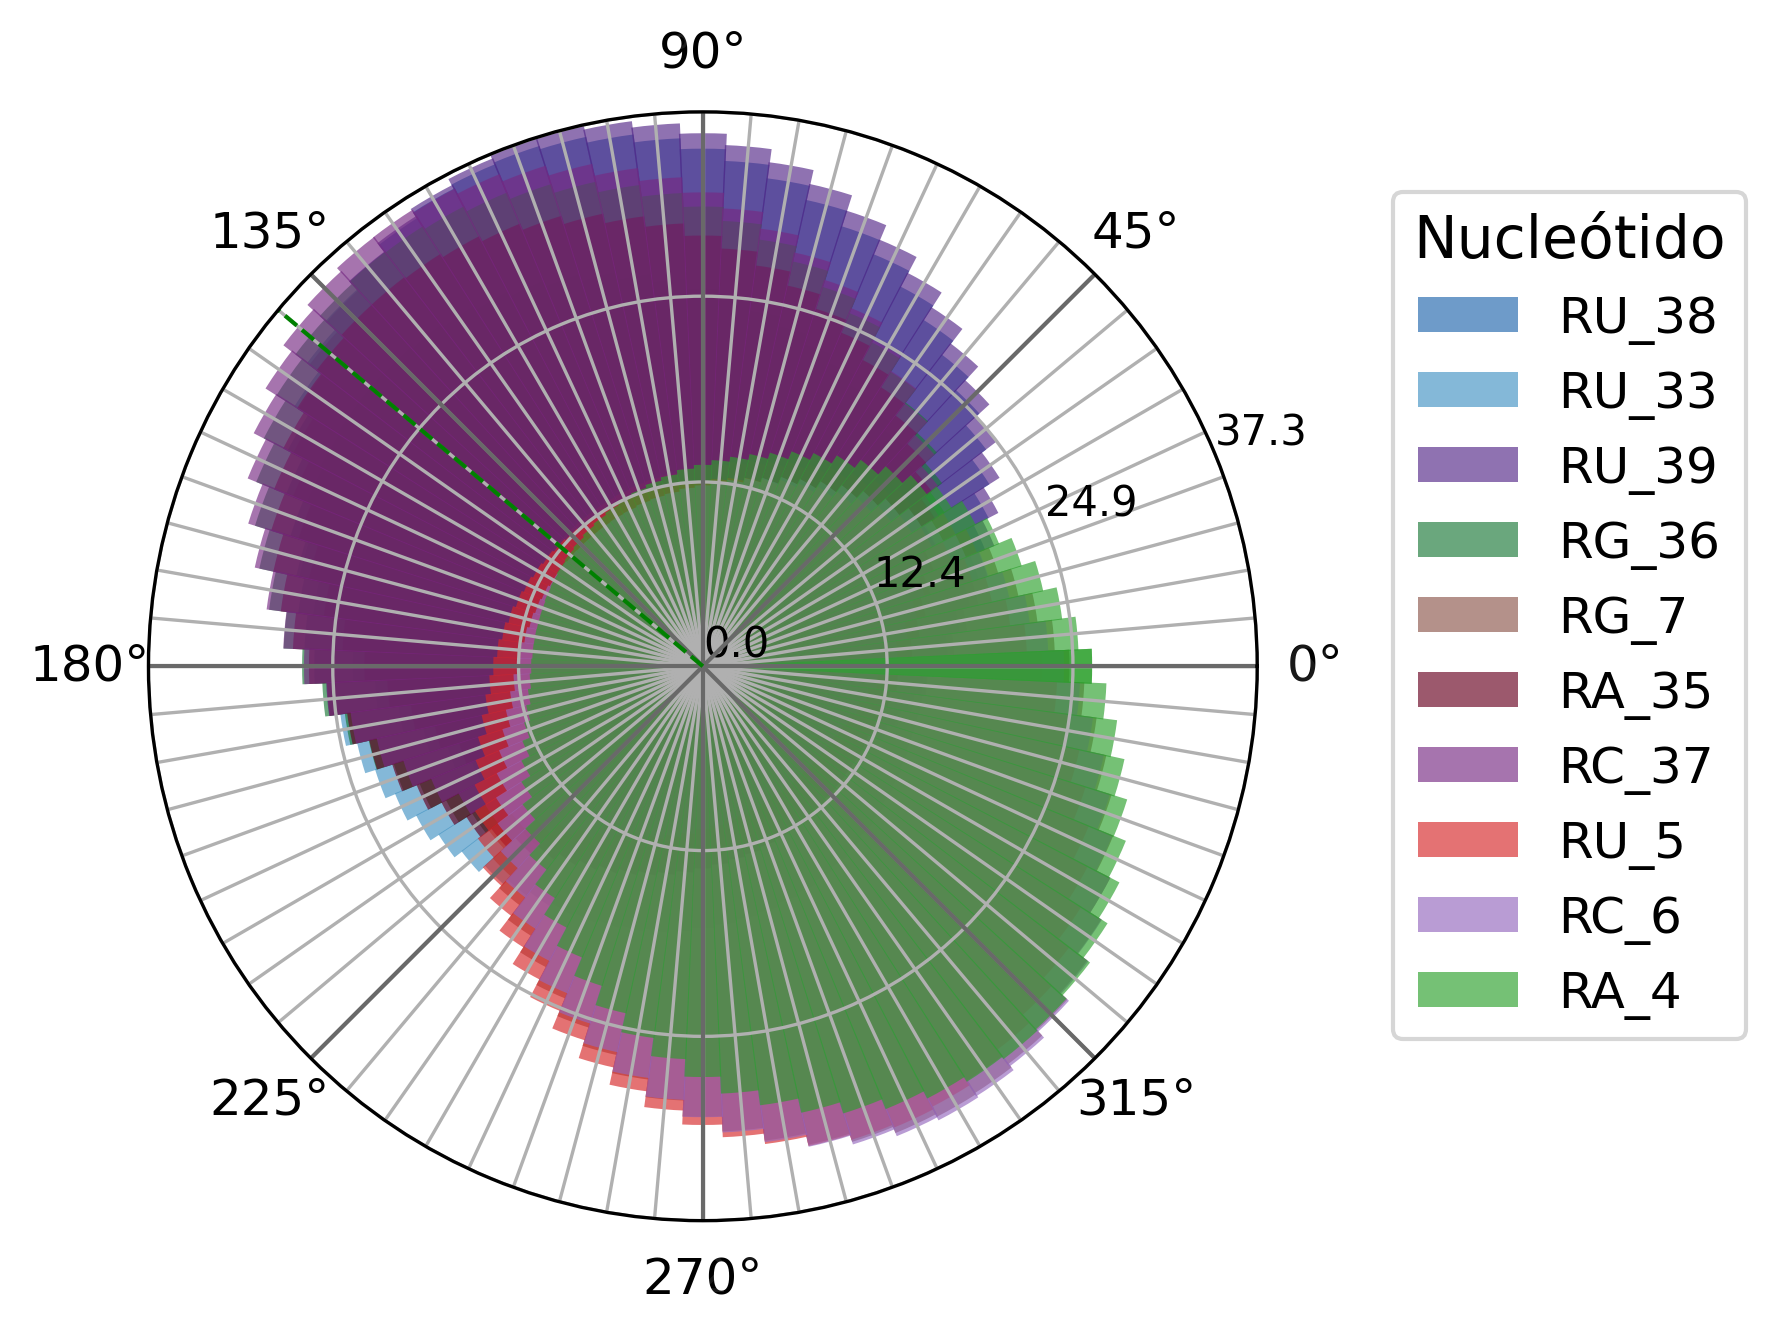 90°
135°
45°
180°
0°
225°
315°
270°
37.3
24.9
12.4
0.0
Nucleótido
RU_38
RU_33
RU_39
RG_36
RG_7
RA_35
RC_37
RU_5
RC_6
RA_4